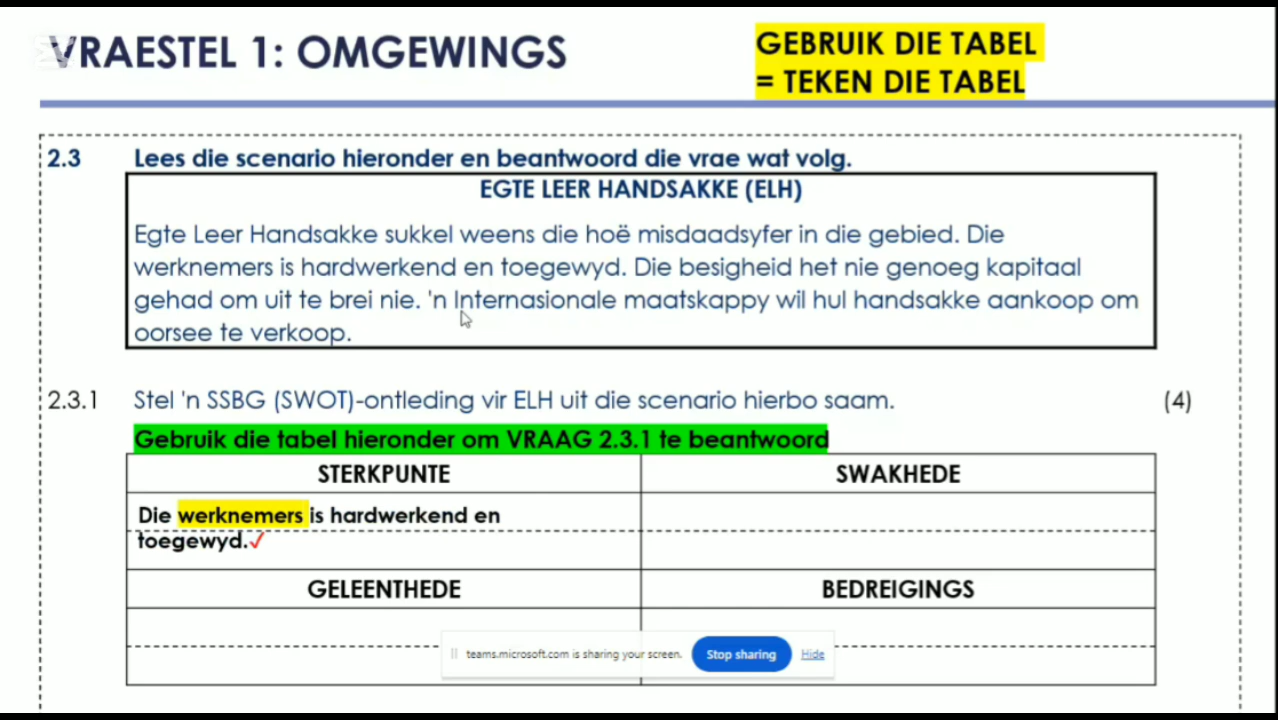 VRAESTEL 1: OMGEWINGS
GEBRUIK DIE TABEL
= TEKEN DIE TABEL
2.3 Lees die scenario hieronder en beantwoord die vrae wat volg.
EGTE LEER HANDSAKKE (ELH)
Egte Leer Handsakke sukkel weens die hoë misdaadsyfer in die gebied. Die
werknemers is hardwerkend en toegewyd. Die besigheid het nie genoeg kapitaal
gehad om uit te brei nie. 'n Internasionale maatskappy wil hul handsakke aankoop om
oorsee te verkoop.
2.3.1 Stel 'n SSBG (SWOT)-ontleding vir ELH uit die scenario hierbo saam. (4)
Gebruik die tabel hieronder om VRAAG 2.3.1 te beantwoord
STERKPUNTE SWAKHEDE
Die werknemers is hardwerkend en
toegewyd.✓
GELEENTHEDE BEDREIGINGS
teams.microsoft.com is sharing your screen. Stop sharing Hide